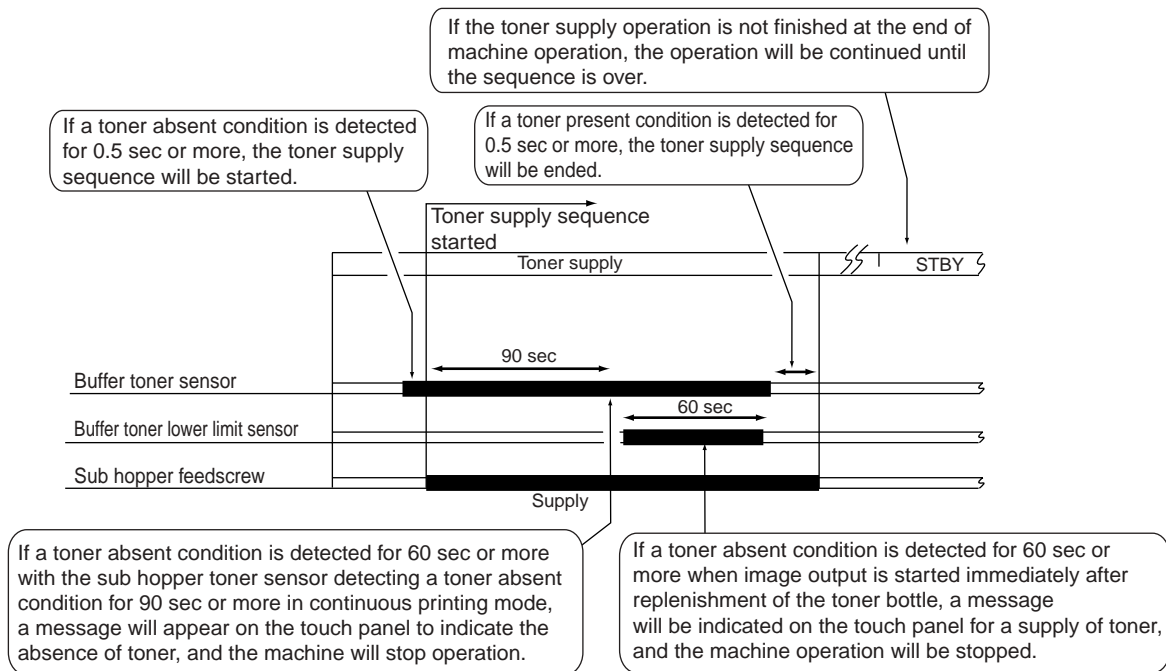 If the toner supply operation is not finished at the end of
machine operation, the operation will be continued until
the sequence is over.
If a toner absent condition is detected
for 0.5 sec or more, the toner supply
sequence will be started.
If a toner present condition is detected for
0.5 sec or more, the toner supply sequence
will be ended.
Toner supply sequence
started
Toner supply
STBY
90 sec
Buffer toner sensor
60 sec
Buffer toner lower limit sensor
Sub hopper feedscrew
Supply
If a toner absent condition is detected for 60 sec or more
with the sub hopper toner sensor detecting a toner absent
condition for 90 sec or more in continuous printing mode,
a message will appear on the touch panel to indicate the
absence of toner, and the machine will stop operation.
If a toner absent condition is detected for 60 sec or
more when image output is started immediately after
replenishment of the toner bottle, a message
will be indicated on the touch panel for a supply of toner,
and the machine operation will be stopped.